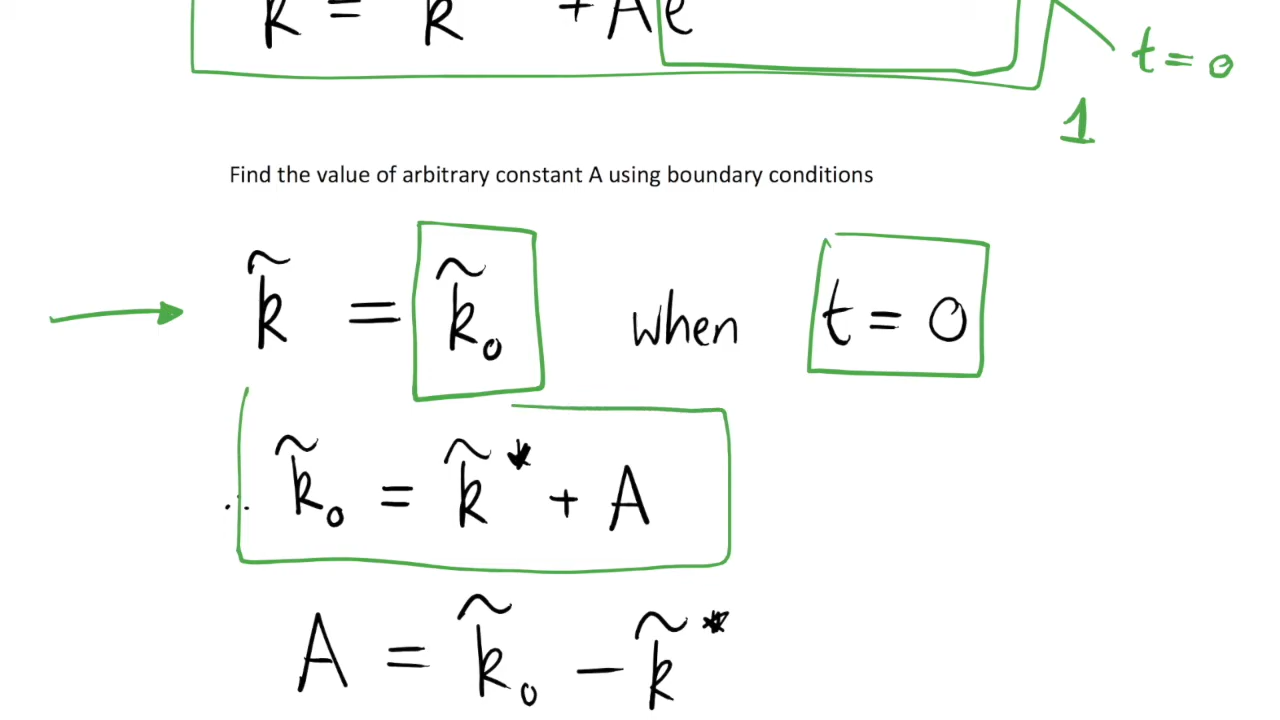 k = k + Ae
t = 0
1
Find the value of arbitrary constant A using boundary conditions
k̃ = k̃₀ when t = 0
∴ k̃₀ = k̃* + A
A = k̃₀ − k̃*